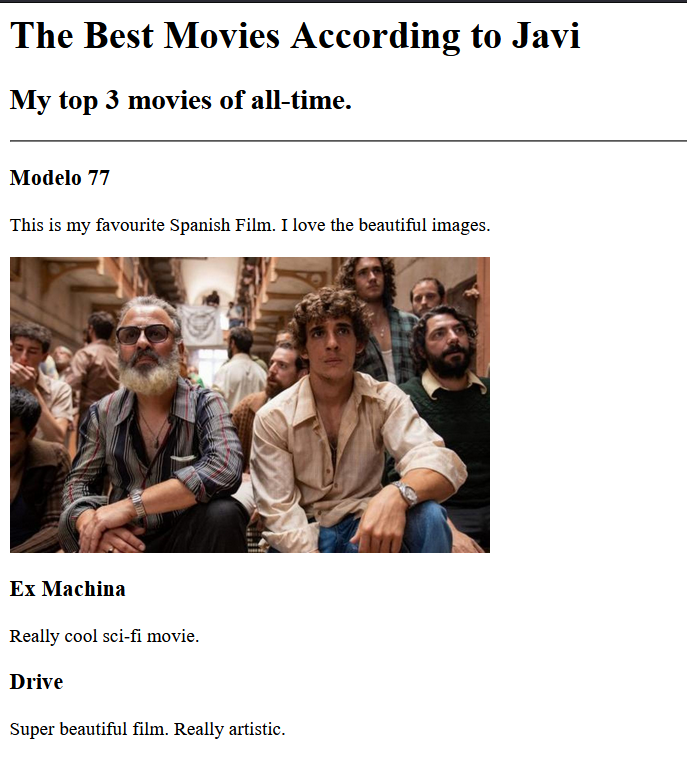 The Best Movies According to Javi
My top 3 movies of all-time.
Modelo 77
This is my favourite Spanish Film. I love the beautiful images.
Ex Machina
Really cool sci-fi movie.
Drive
Super beautiful film. Really artistic.